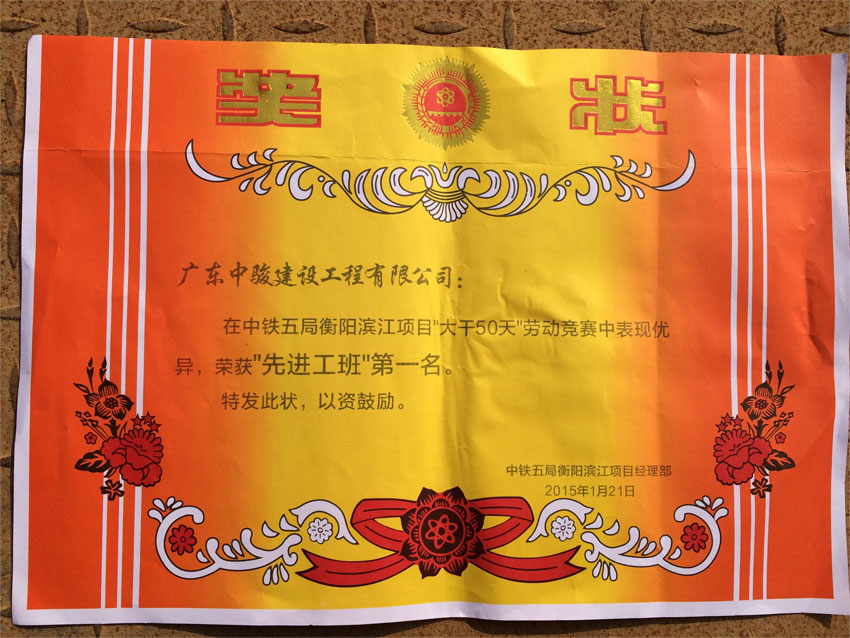 奖状
广东中骏建设工程有限公司：
在中铁五局衡阳滨江项目"大干50天"劳动竞赛中表现优
异，荣获"先进工班"第一名。
特发此状，以资鼓励。
中铁五局衡阳滨江项目经理部
2015年1月21日